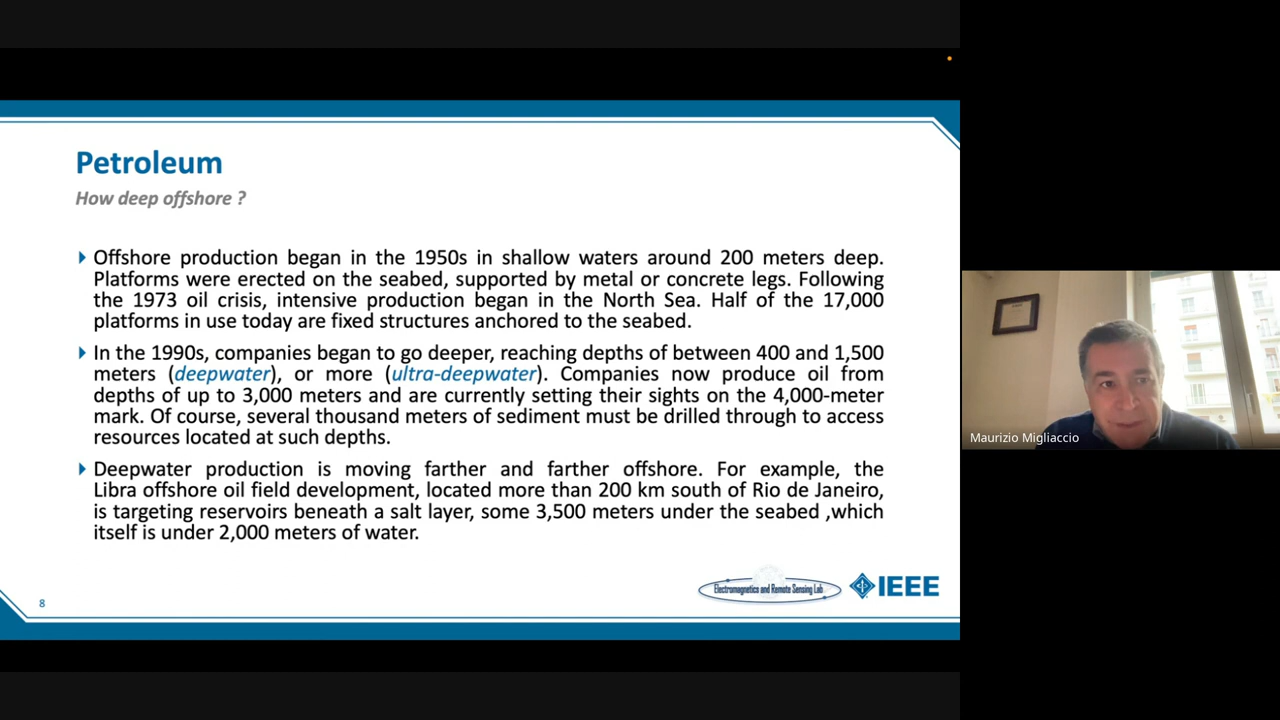 Petroleum
How deep offshore ?
Offshore production began in the 1950s in shallow waters around 200 meters deep.
Platforms were erected on the seabed, supported by metal or concrete legs. Following
the 1973 oil crisis, intensive production began in the North Sea. Half of the 17,000
platforms in use today are fixed structures anchored to the seabed.
In the 1990s, companies began to go deeper, reaching depths of between 400 and 1,500
meters (deepwater), or more (ultra-deepwater). Companies now produce oil from
depths of up to 3,000 meters and are currently setting their sights on the 4,000-meter
mark. Of course, several thousand meters of sediment must be drilled through to access
resources located at such depths.
Deepwater production is moving farther and farther offshore. For example, the
Libra offshore oil field development, located more than 200 km south of Rio de Janeiro,
is targeting reservoirs beneath a salt layer, some 3,500 meters under the seabed ,which
itself is under 2,000 meters of water.
8
Electromagnetics and Remote Sensing Lab
IEEE
Maurizio Migliaccio